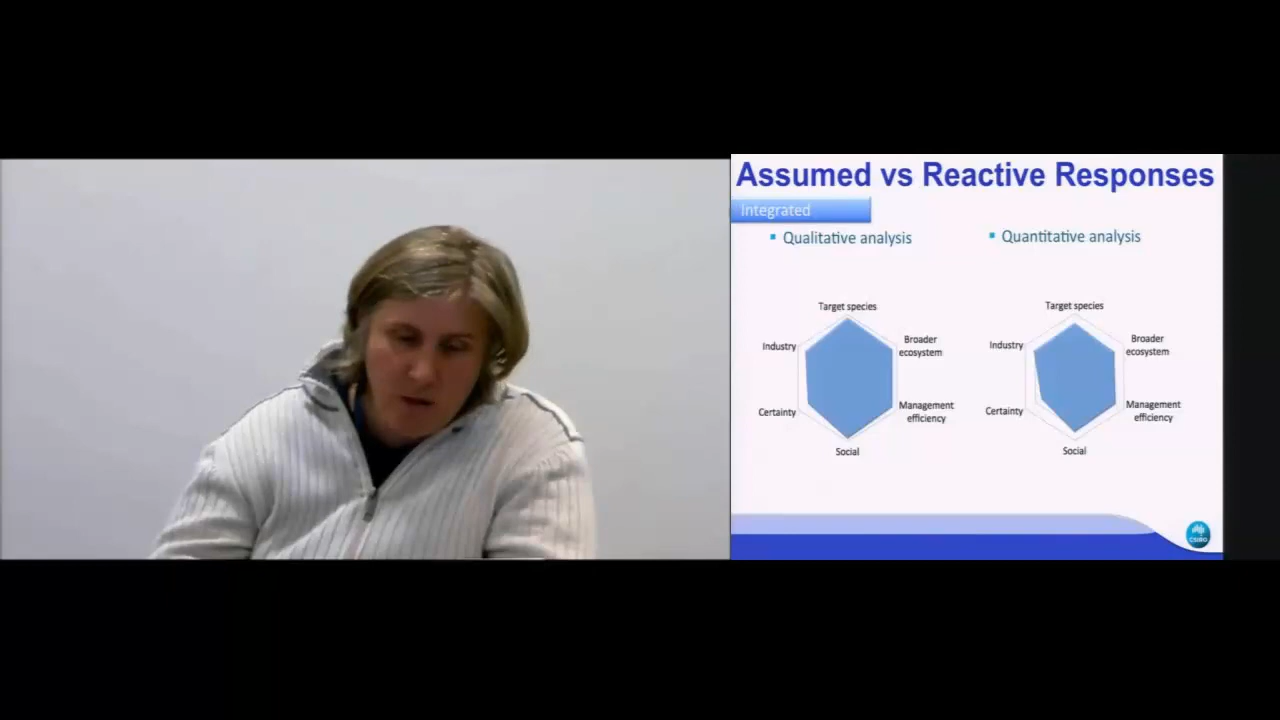 Assumed vs Reactive Responses
Integrated
Qualitative analysis
Quantitative analysis
Target species
Broader
ecosystem
Management
efficiency
Social
Certainty
Industry
Target species
Broader
ecosystem
Management
efficiency
Social
Certainty
Industry
CSIRO